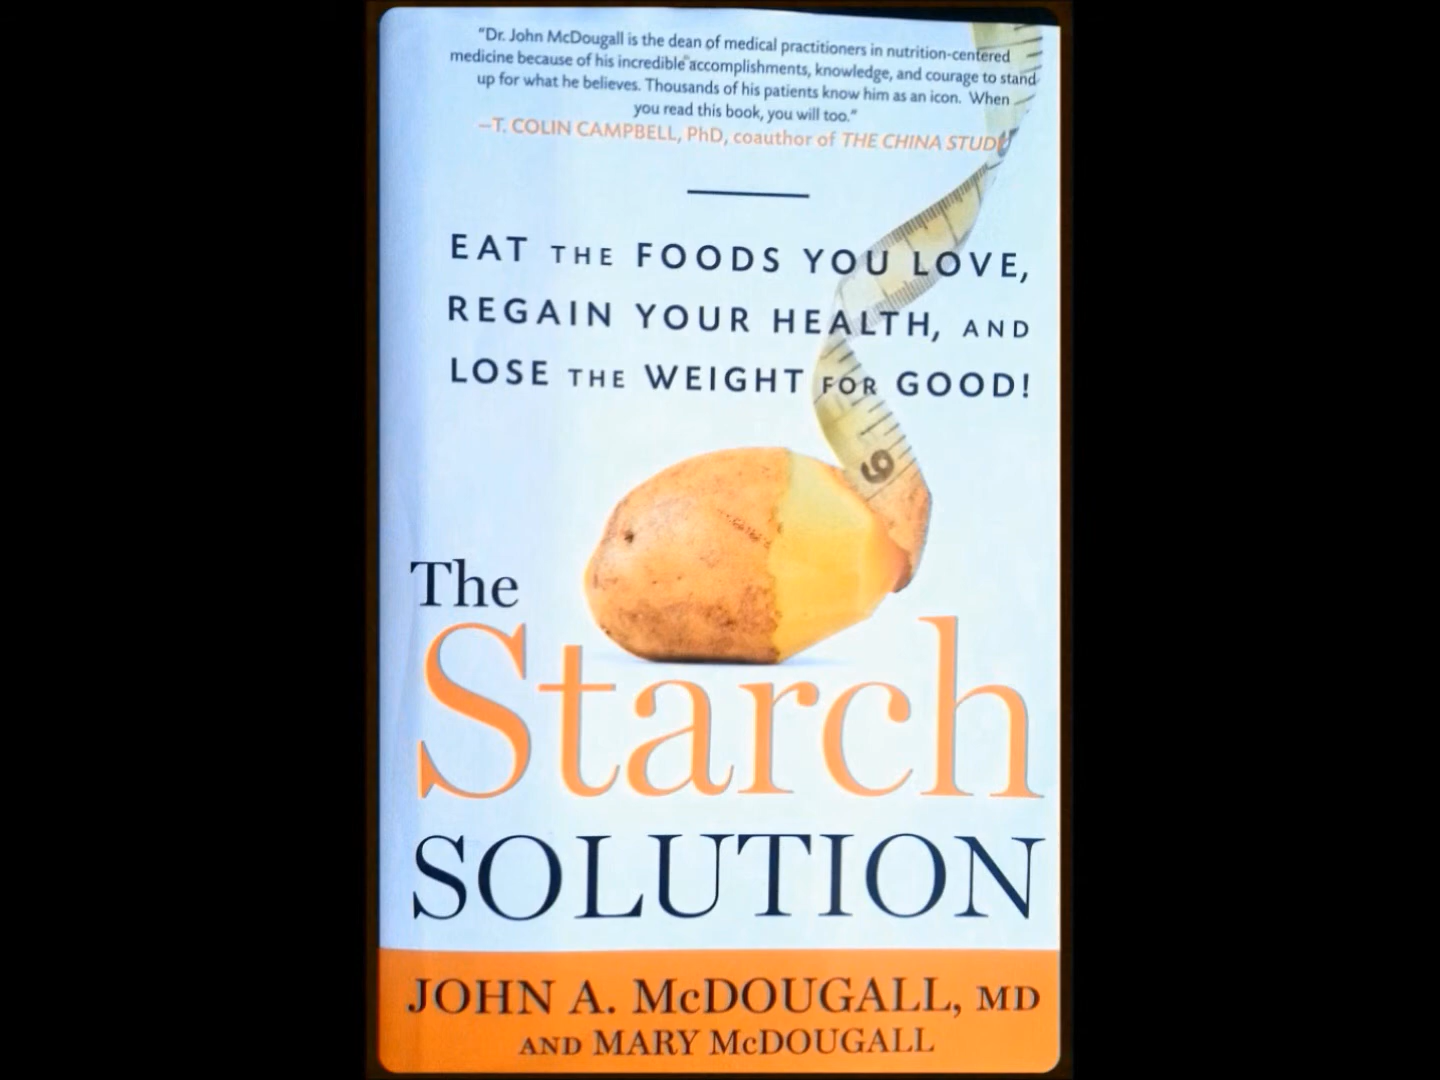 "Dr. John McDougall is the dean of medical practitioners in nutrition-centered
medicine because of his incredible accomplishments, knowledge, and courage to stand
up for what he believes. Thousands of his patients know him as an icon. When
you read this book, you will too."
—T. COLIN CAMPBELL, PhD, coauthor of THE CHINA STUDY
EAT THE FOODS YOU LOVE,
REGAIN YOUR HEALTH, AND
LOSE THE WEIGHT FOR GOOD!
9
The
Starch
SOLUTION
JOHN A. McDOUGALL, MD
AND MARY McDOUGALL